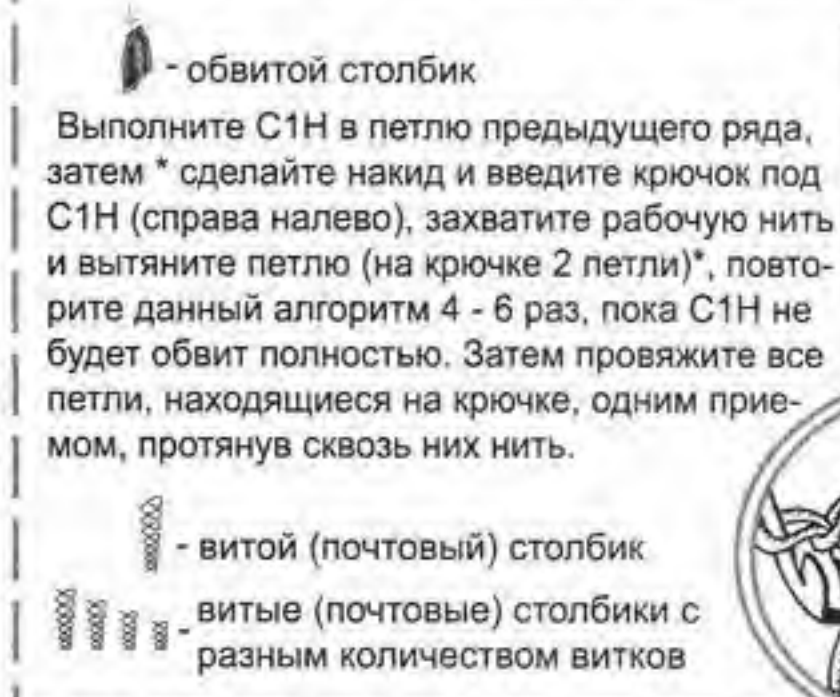 - обвитой столбик
Выполните С1Н в петлю предыдущего ряда,
затем * сделайте накид и введите крючок под
С1Н (справа налево), захватите рабочую нить
и вытяните петлю (на крючке 2 петли)*, повто-
рите данный алгоритм 4 - 6 раз, пока С1Н не
будет обвит полностью. Затем провяжите все
петли, находящиеся на крючке, одним прие-
мом, протянув сквозь них нить.
- витой (почтовый) столбик
- витые (почтовые) столбики с
разным количеством витков